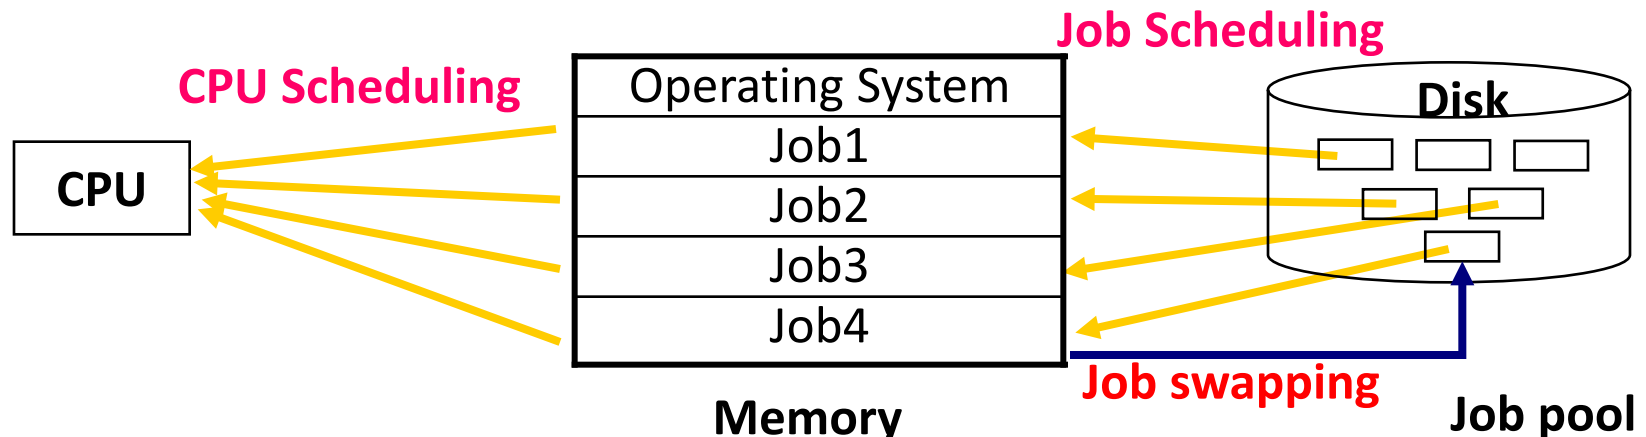 Job Scheduling
CPU Scheduling
Operating System
Disk
Job1
CPU
Job2
Job3
Job4
Job swapping
Memory
Job pool